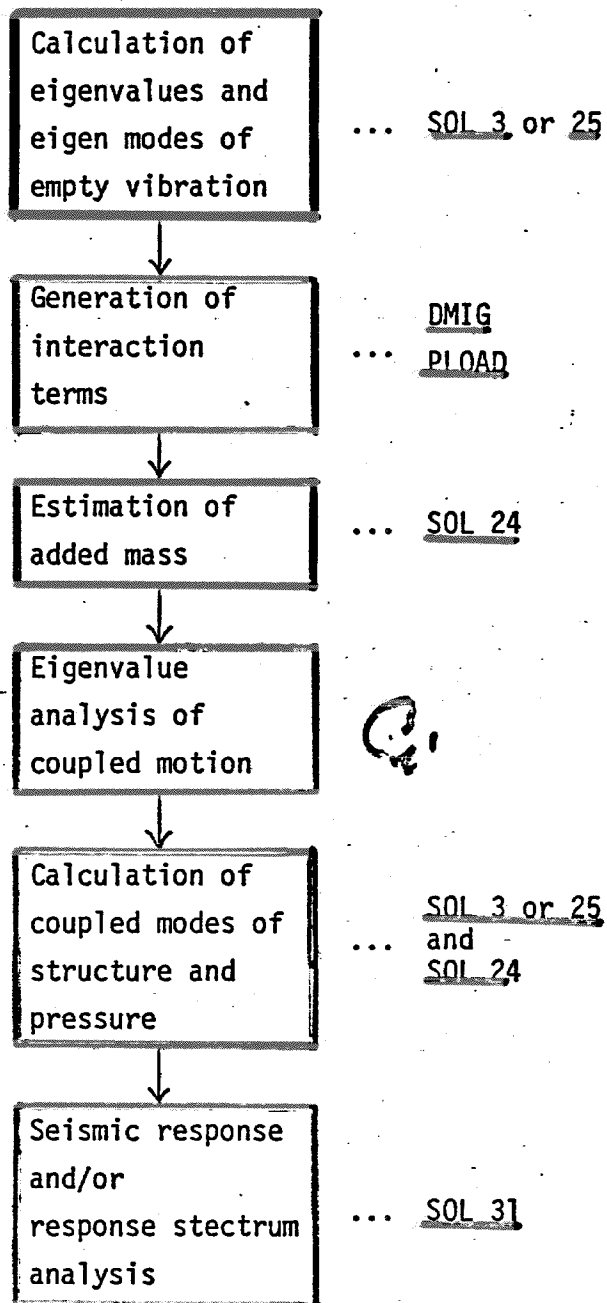 Calculation of
eigenvalues and
eigen modes of
empty vibration
... SOL 3 or 25
Generation of
interaction
terms
DMIG
... PLOAD
Estimation of
added mass
... SOL 24
Eigenvalue
analysis of
coupled motion
Calculation of
coupled modes of
structure and
pressure
SOL 3 or 25
... and
SOL 24
Seismic response
and/or
response stectrum
analysis
... SOL 31